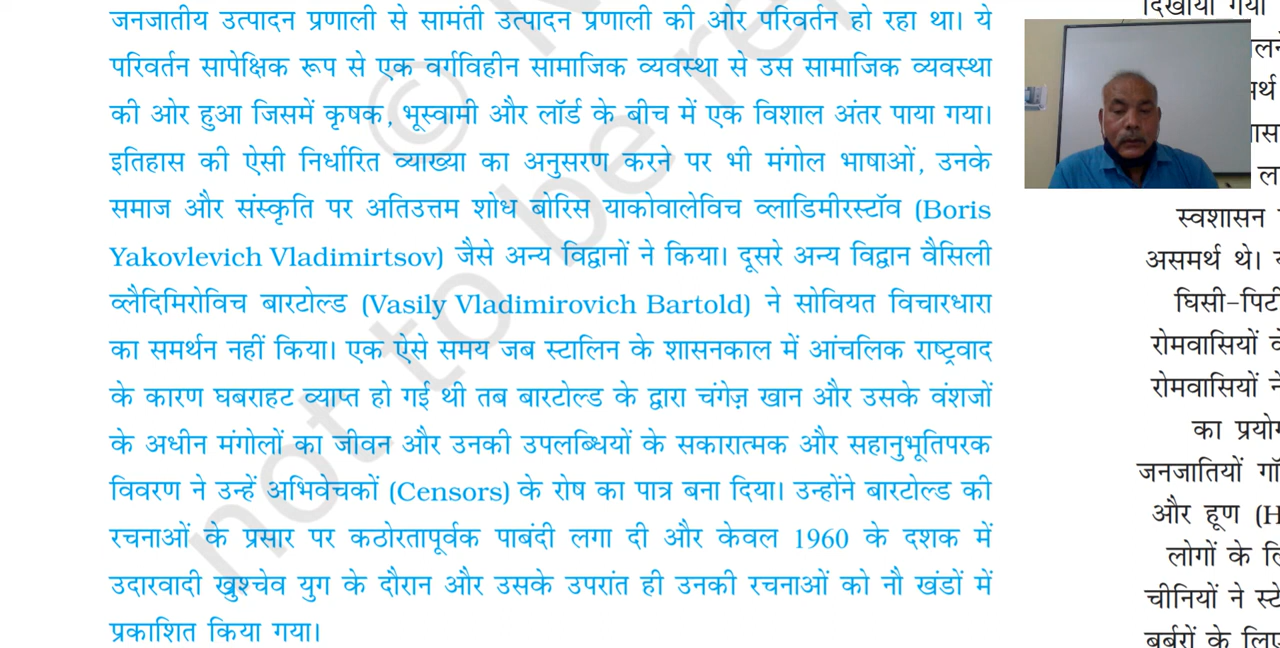 जनजातीय उत्पादन प्रणाली से सामंती उत्पादन प्रणाली की ओर परिवर्तन हो रहा था। ये
परिवर्तन सापेक्षिक रूप से एक वर्गविहीन सामाजिक व्यवस्था से उस सामाजिक व्यवस्था
की ओर हुआ जिसमें कृषक, भूस्वामी और लॉर्ड के बीच में एक विशाल अंतर पाया गया।
इतिहास की ऐसी निर्धारित व्याख्या का अनुसरण करने पर भी मंगोल भाषाओं, उनके
समाज और संस्कृति पर अतिउत्तम शोध बोरिस याकोवालेविच व्लाडिमीरस्टॉव (Boris
Yakovlevich Vladimirtsov) जैसे अन्य विद्वानों ने किया। दूसरे अन्य विद्वान वैसिली
व्लैदिमिरोविच बारटोल्ड (Vasily Vladimirovich Bartold) ने सोवियत विचारधारा
का समर्थन नहीं किया। एक ऐसे समय जब स्टालिन के शासनकाल में आंचलिक राष्ट्रवाद
के कारण घबराहट व्याप्त हो गई थी तब बारटोल्ड के द्वारा चंगेज़ खान और उसके वंशजों
के अधीन मंगोलों का जीवन और उनकी उपलब्धियों के सकारात्मक और सहानुभूतिपरक
विवरण ने उन्हें अभिवेचकों (Censors) के रोष का पात्र बना दिया। उन्होंने बारटोल्ड की
रचनाओं के प्रसार पर कठोरतापूर्वक पाबंदी लगा दी और केवल 1960 के दशक में
उदारवादी ख्रुश्चेव युग के दौरान और उसके उपरांत ही उनकी रचनाओं को नौ खंडों में
प्रकाशित किया गया।
not to be
दिखाया गया
स्वशासन
असमर्थ थे।
घिसी-पिटी
रोमवासियों
रोमवासियों ने
का प्रयोग
जनजातियों
और हूण (H
लोगों के लि
चीनियों ने
बर्बरों के लिए